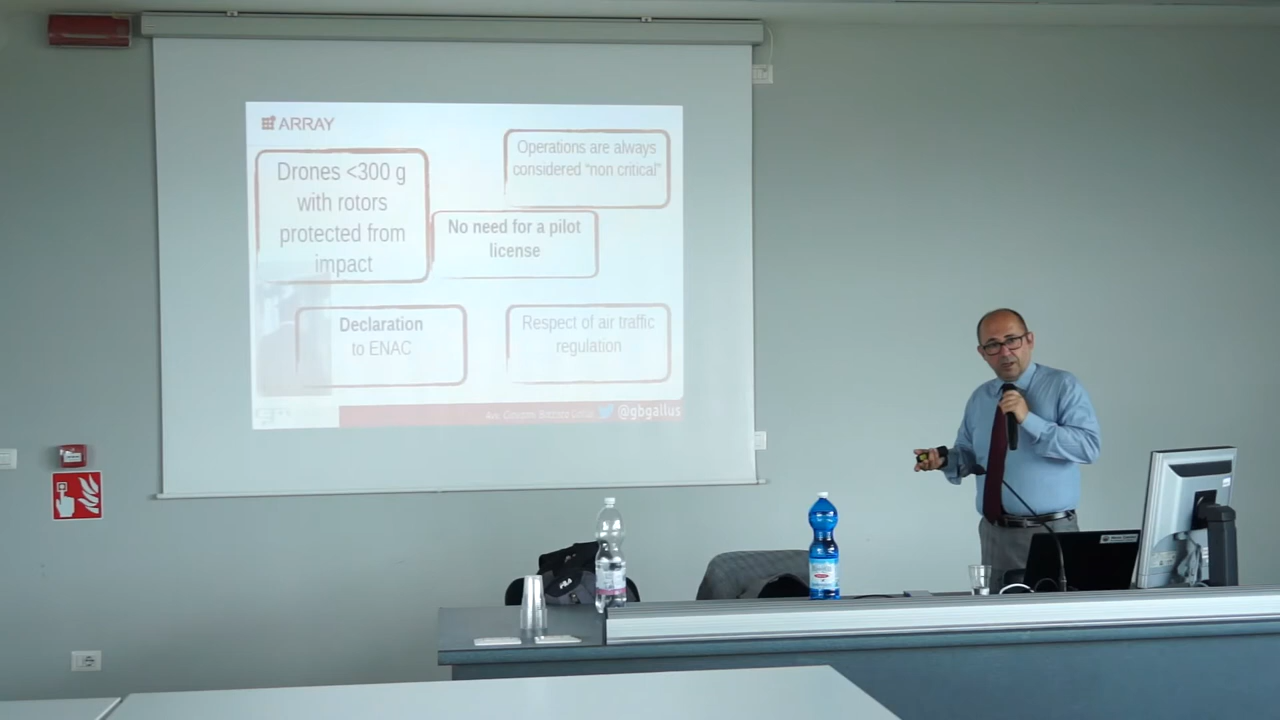 ARRAY
Drones <300 g
with rotors
protected from
impact
Operations are always
considered “non critical”
No need for a pilot
license
Declaration
to ENAC
Respect of air traffic
regulation
@gbgallus
FILA